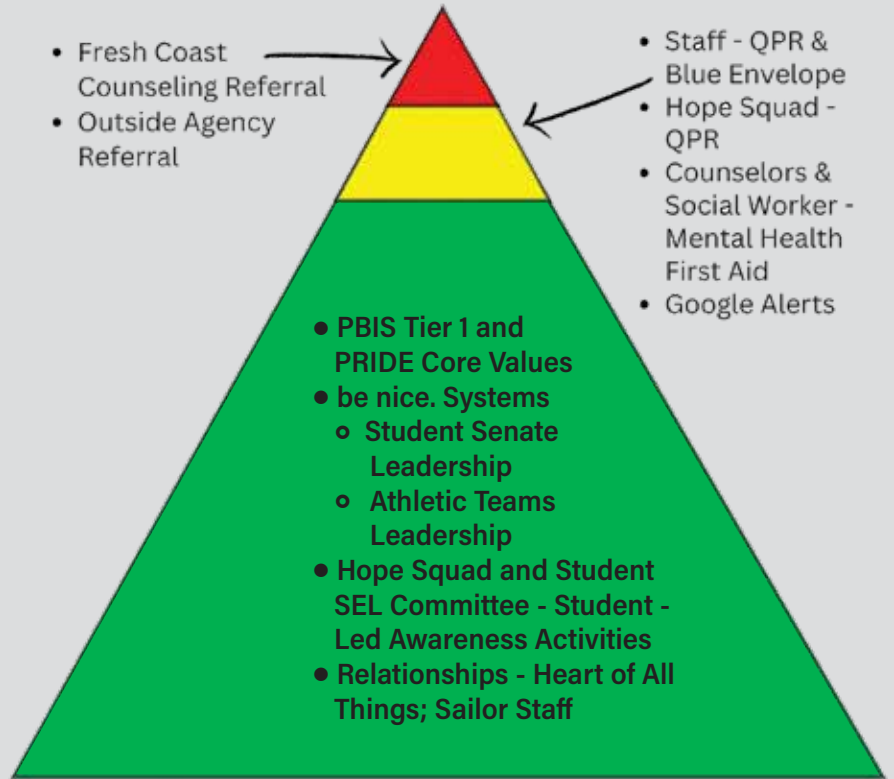 • Fresh Coast
Counseling Referral
• Outside Agency
Referral
• Staff - QPR &
Blue Envelope
• Hope Squad -
QPR
• Counselors &
Social Worker -
Mental Health
First Aid
• Google Alerts
• PBIS Tier 1 and
PRIDE Core Values
• be nice. Systems
o Student Senate
Leadership
o Athletic Teams
Leadership
• Hope Squad and Student
SEL Committee - Student -
Led Awareness Activities
• Relationships - Heart of All
Things; Sailor Staff